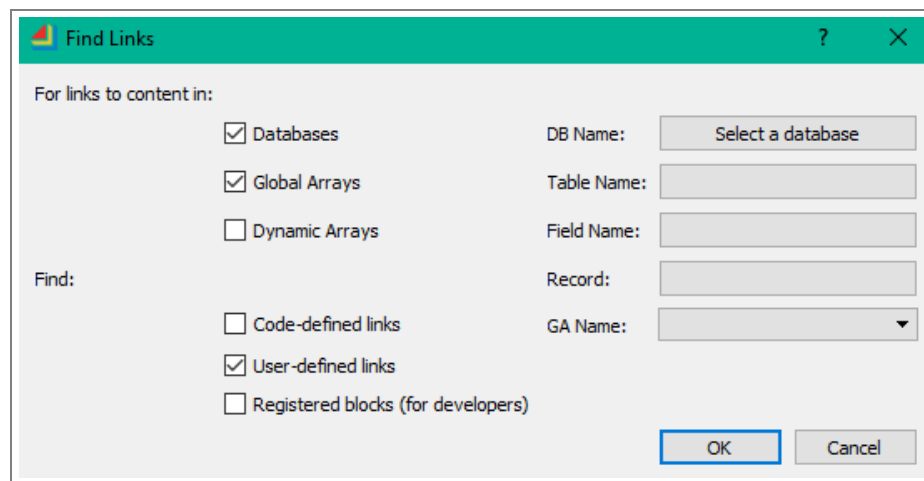 Find Links
?
For links to content in:
Databases
DB Name:
Select a database
Global Arrays
Table Name:
Dynamic Arrays
Field Name:
Find:
Record:
Code-defined links
GA Name:
User-defined links
Registered blocks (for developers)
OK
Cancel